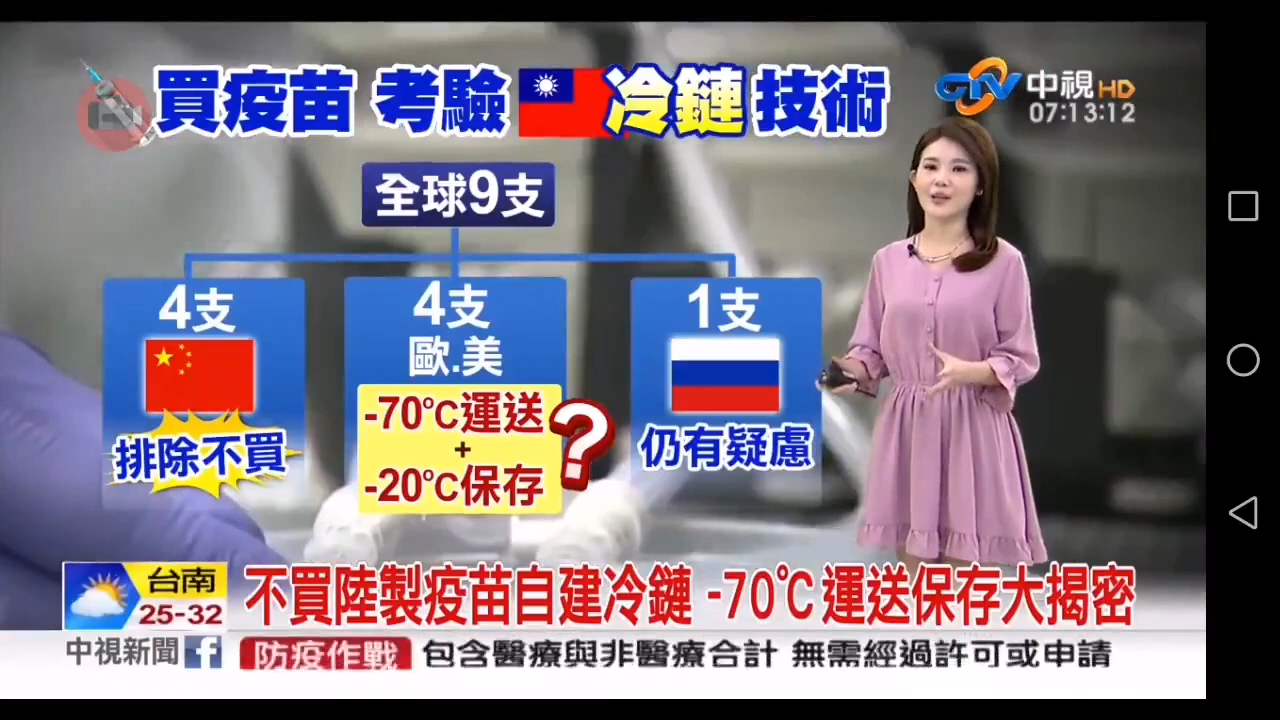 買疫苗 考驗 冷鏈技術
CTV 中視 HD
07:13:12
全球9支
4支
排除不買
4支
歐.美
-70℃運送
+
-20℃保存
?
1支
仍有疑慮
台南
25-32
不買陸製疫苗自建冷鏈 -70℃運送保存大揭密
中視新聞 f
防疫作戰 包含醫療與非醫療合計 無需經過許可或申請